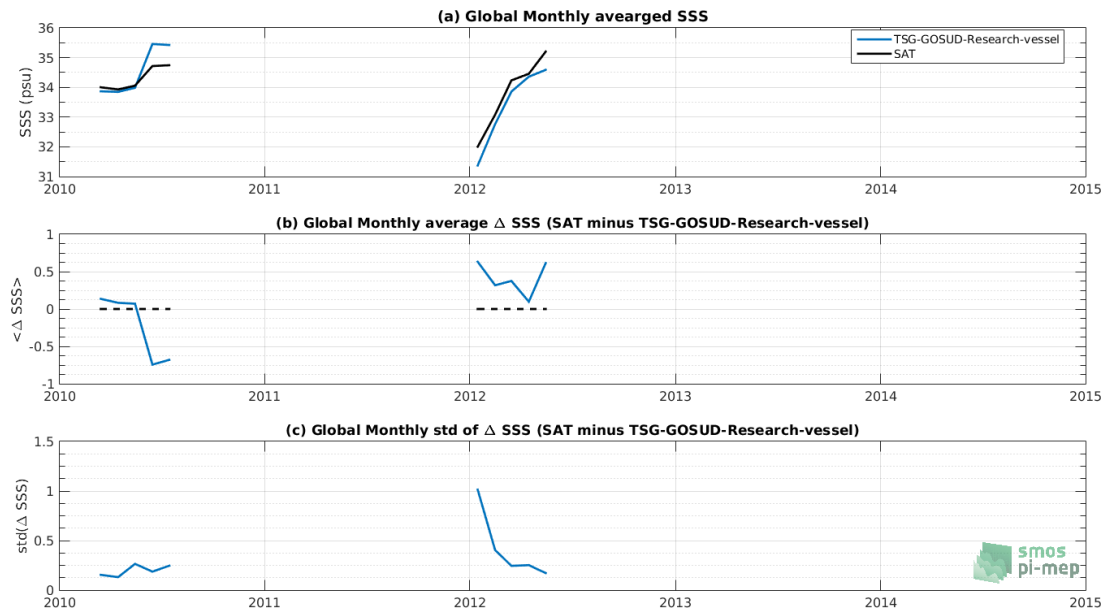 (a) Global Monthly avearged SSS
36
35
34
33
32
31
SSS (psu)
TSG-GOSUD-Research-vessel
SAT
2010 2011 2012 2013 2014 2015
(b) Global Monthly average Δ SSS (SAT minus TSG-GOSUD-Research-vessel)
1
0.5
0
-0.5
-1
<Δ SSS>
2010 2011 2012 2013 2014 2015
(c) Global Monthly std of Δ SSS (SAT minus TSG-GOSUD-Research-vessel)
1.5
1
0.5
0
std(Δ SSS)
smos
pi-mep
2010 2011 2012 2013 2014 2015